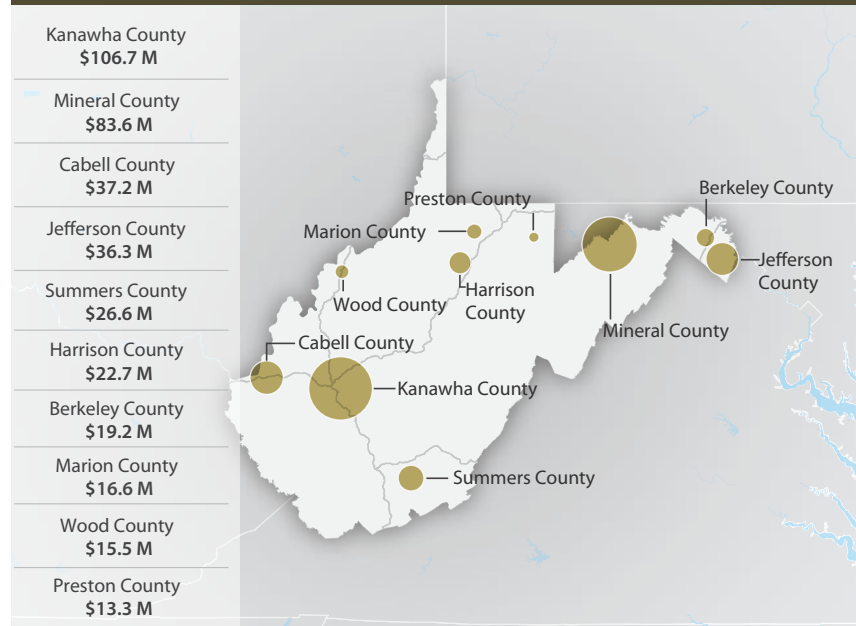 Kanawha County
$106.7 M
Mineral County
$83.6 M
Cabell County
$37.2 M
Jefferson County
$36.3 M
Summers County
$26.6 M
Harrison County
$22.7 M
Berkeley County
$19.2 M
Marion County
$16.6 M
Wood County
$15.5 M
Preston County
$13.3 M
Preston County
Berkeley County
Marion County
Jefferson
County
Wood County
Harrison
County
Mineral County
Cabell County
Kanawha County
Summers County